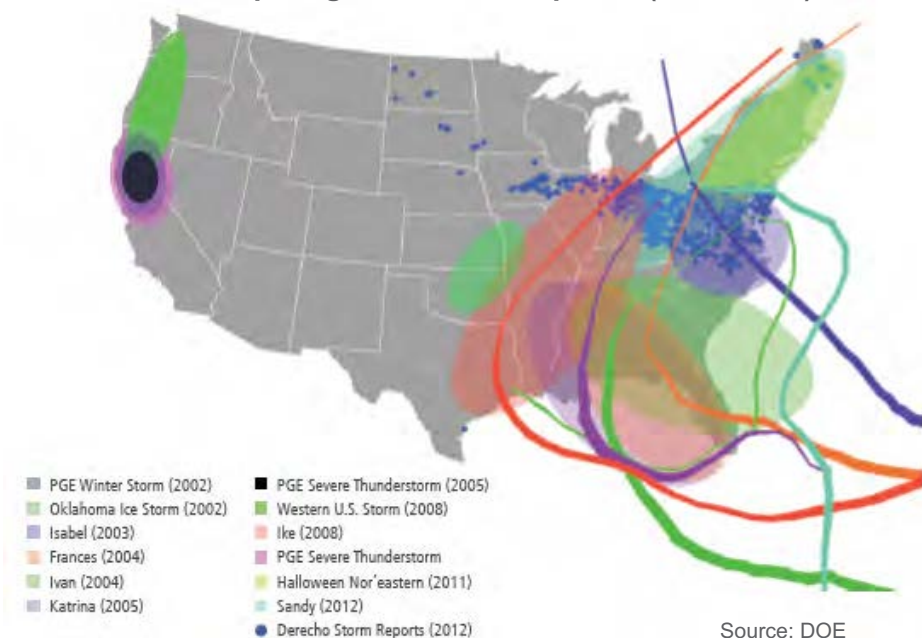 PGE Winter Storm (2002)
Oklahoma Ice Storm (2002)
Isabel (2003)
Frances (2004)
Ivan (2004)
Katrina (2005)
PGE Severe Thunderstorm (2005)
Western U.S. Storm (2008)
Ike (2008)
PGE Severe Thunderstorm
Halloween Nor'eastern (2011)
Sandy (2012)
Derecho Storm Reports (2012)
Source: DOE